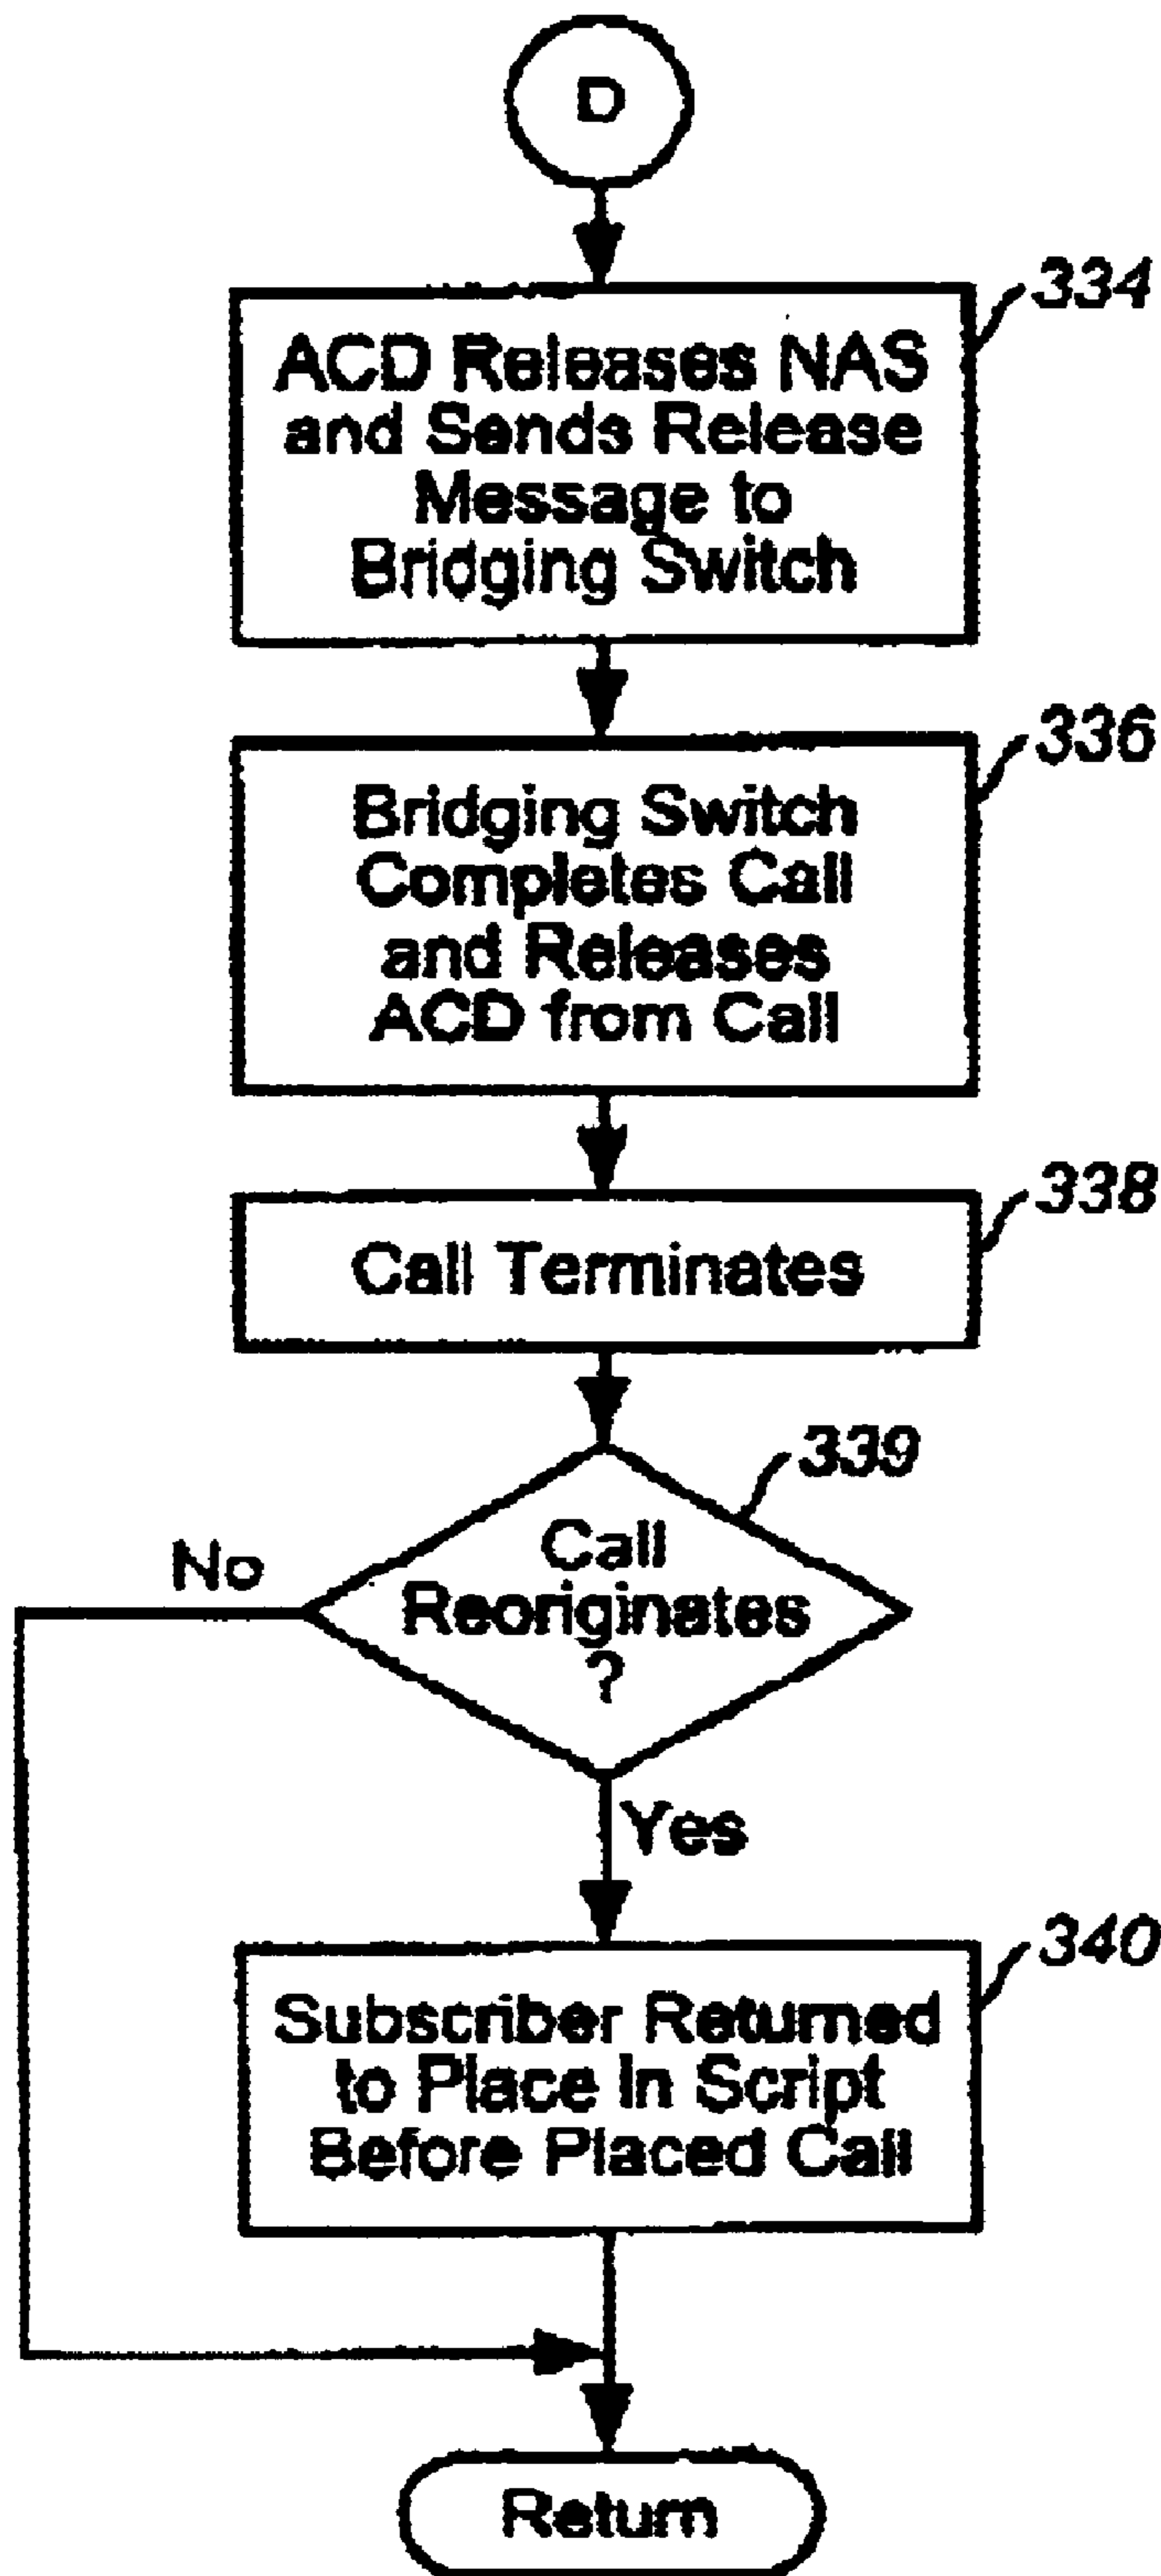 D
334
ACD Releases NAS
and Sends Release
Message to
Bridging Switch
336
Bridging Switch
Completes Call
and Releases
ACD from Call
338
Call Terminates
339
Call
Reoriginates
?
No
Yes
340
Subscriber Returned
to Place In Script
Before Placed Call
Return